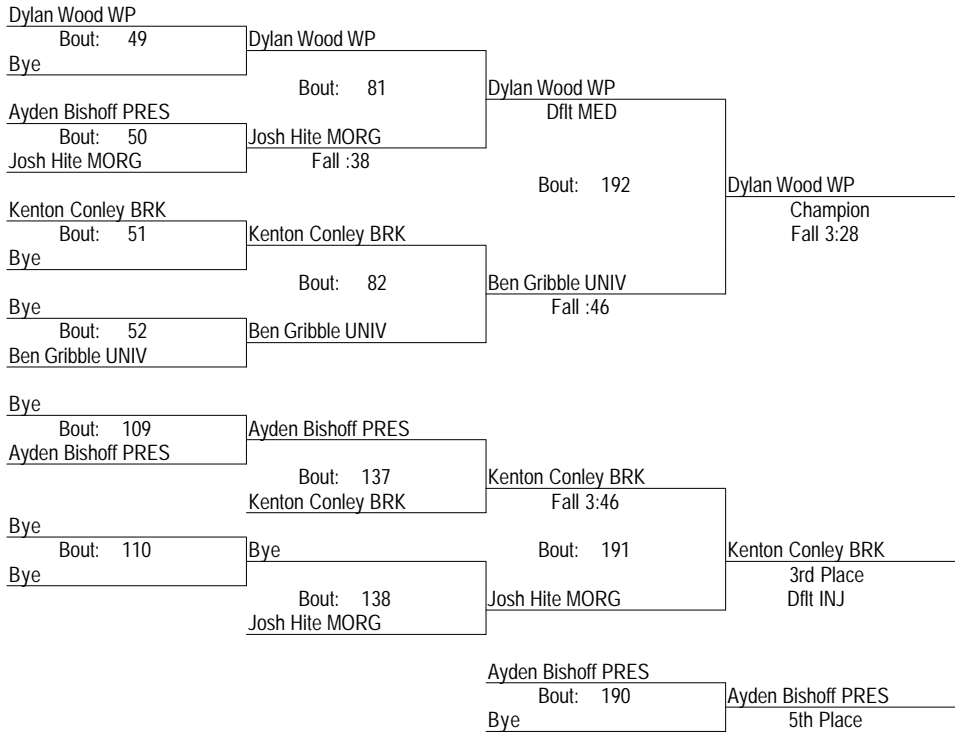 Dylan Wood WP
Bout: 49
Bye
Dylan Wood WP
Bout: 81
Ayden Bishoff PRES
Bout: 50
Josh Hite MORG
Josh Hite MORG
Fall :38
Dylan Wood WP
Dflt MED
Bout: 192
Kenton Conley BRK
Bout: 51
Bye
Kenton Conley BRK
Bout: 82
Bye
Bout: 52
Ben Gribble UNIV
Ben Gribble UNIV
Ben Gribble UNIV
Fall :46
Dylan Wood WP
Champion
Fall 3:28
Bye
Bout: 109
Ayden Bishoff PRES
Ayden Bishoff PRES
Bout: 137
Kenton Conley BRK
Kenton Conley BRK
Fall 3:46
Bout: 191
Bye
Bout: 110
Bye
Bye
Bout: 138
Josh Hite MORG
Josh Hite MORG
Kenton Conley BRK
3rd Place
Dflt INJ
Ayden Bishoff PRES
Bout: 190
Bye
Ayden Bishoff PRES
5th Place